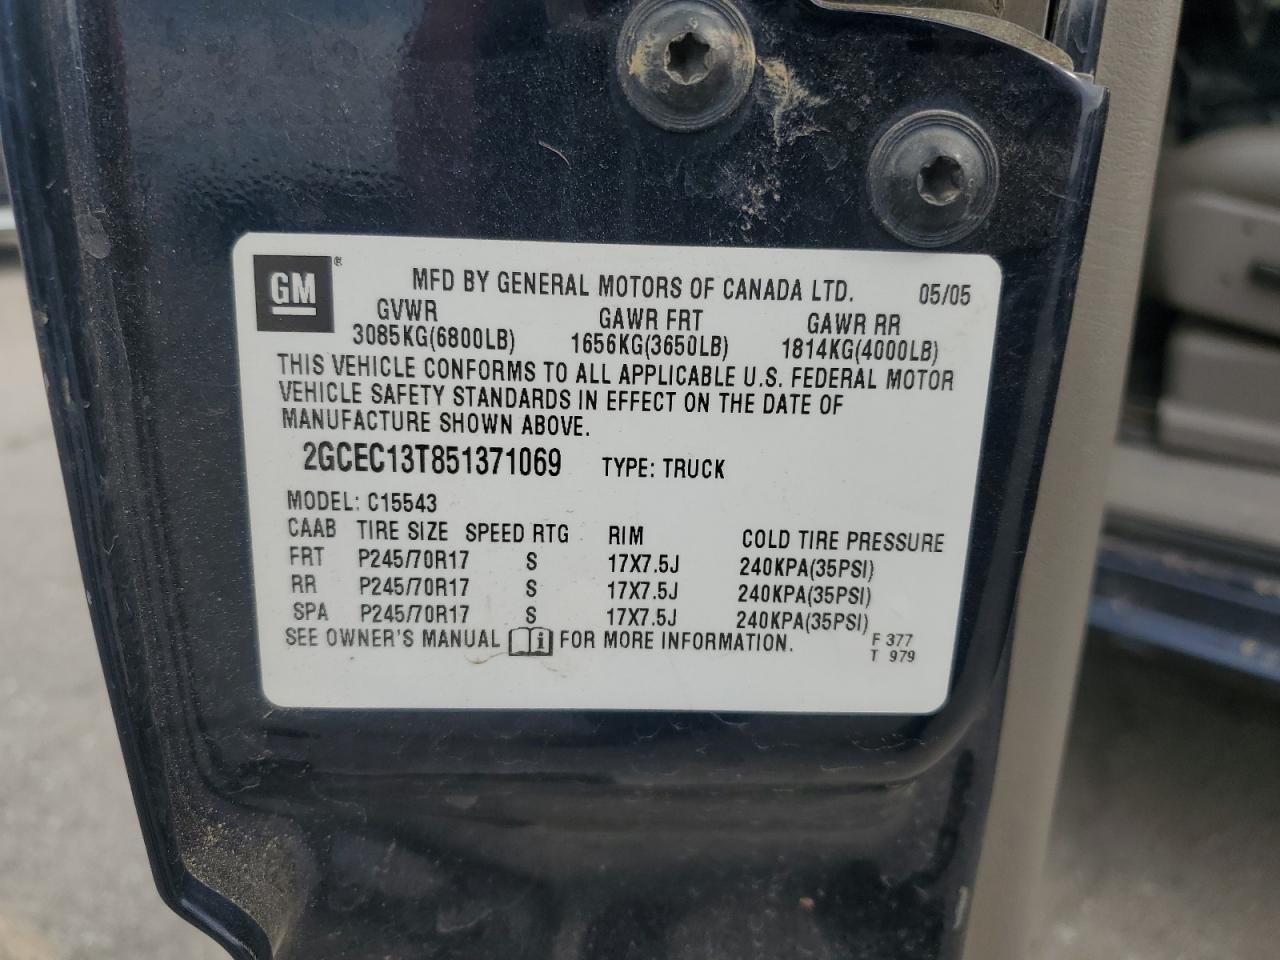 GM®
MFD BY GENERAL MOTORS OF CANADA LTD. 05/05
GVWR GAWR FRT GAWR RR
3085KG(6800LB) 1656KG(3650LB) 1814KG(4000LB)
THIS VEHICLE CONFORMS TO ALL APPLICABLE U.S. FEDERAL MOTOR
VEHICLE SAFETY STANDARDS IN EFFECT ON THE DATE OF
MANUFACTURE SHOWN ABOVE.
2GCEC13T851371069 TYPE: TRUCK
MODEL: C15543
CAAB TIRE SIZE SPEED RTG RIM COLD TIRE PRESSURE
FRT P245/70R17 S 17X7.5J 240KPA(35PSI)
RR P245/70R17 S 17X7.5J 240KPA(35PSI)
SPA P245/70R17 S 17X7.5J 240KPA(35PSI)
SEE OWNER'S MANUAL i FOR MORE INFORMATION. F 377
T 979